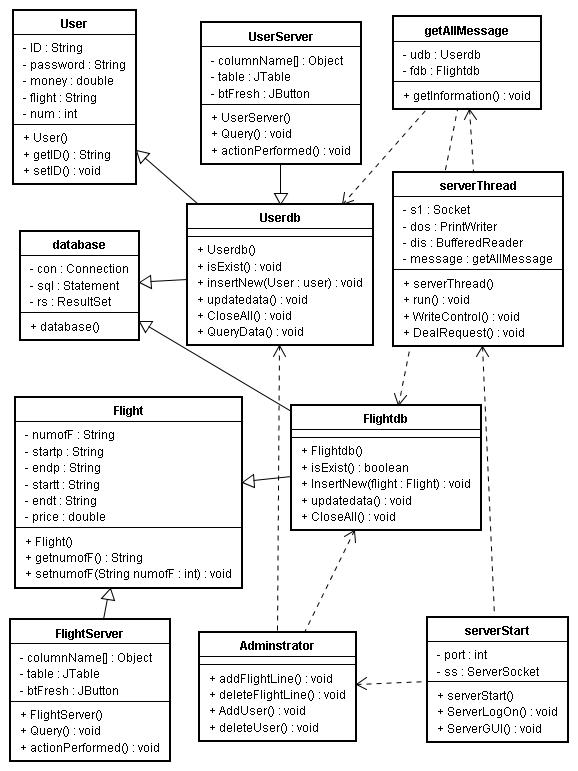 User
- ID : String
- password : String
- money : double
- flight : String
- num : int
+ User()
+ getID() : String
+ setID() : void
UserServer
- columnName[] : Object
- table : JTable
- btFresh : JButton
+ UserServer()
+ Query() : void
+ actionPerformed() : void
getAllMessage
- udb : Userdb
- fdb : Flightdb
+ getInformation() : void
database
- con : Connection
- sql : Statement
- rs : ResultSet
+ database()
Userdb
+ Userdb()
+ isExist() : void
+ insertNew(User : user) : void
+ updatedata() : void
+ CloseAll() : void
+ QueryData() : void
serverThread
- s1 : Socket
- dos : PrintWriter
- dis : BufferedReader
- message : getAllMessage
+ serverThread()
+ run() : void
+ WriteControl() : void
+ DealRequest() : void
Flight
- numofF : String
- startp : String
- endp : String
- startt : String
- endt : String
- price : double
+ Flight()
+ getnumofF() : String
+ setnumofF(String numofF : int) : void
Flightdb
+ Flightdb()
+ isExist() : boolean
+ InsertNew(flight : Flight) : void
+ updatedata() : void
+ CloseAll() : void
FlightServer
- columnName[] : Object
- table : JTable
- btFresh : JButton
+ FlightServer()
+ Query() : void
+ actionPerformed() : void
Adminstrator
+ addFlightLine() : void
+ deleteFlightLine() : void
+ AddUser() : void
+ deleteUser() : void
serverStart
- port : int
- ss : ServerSocket
+ serverStart()
+ ServerLogOn() : void
+ ServerGUI() : void